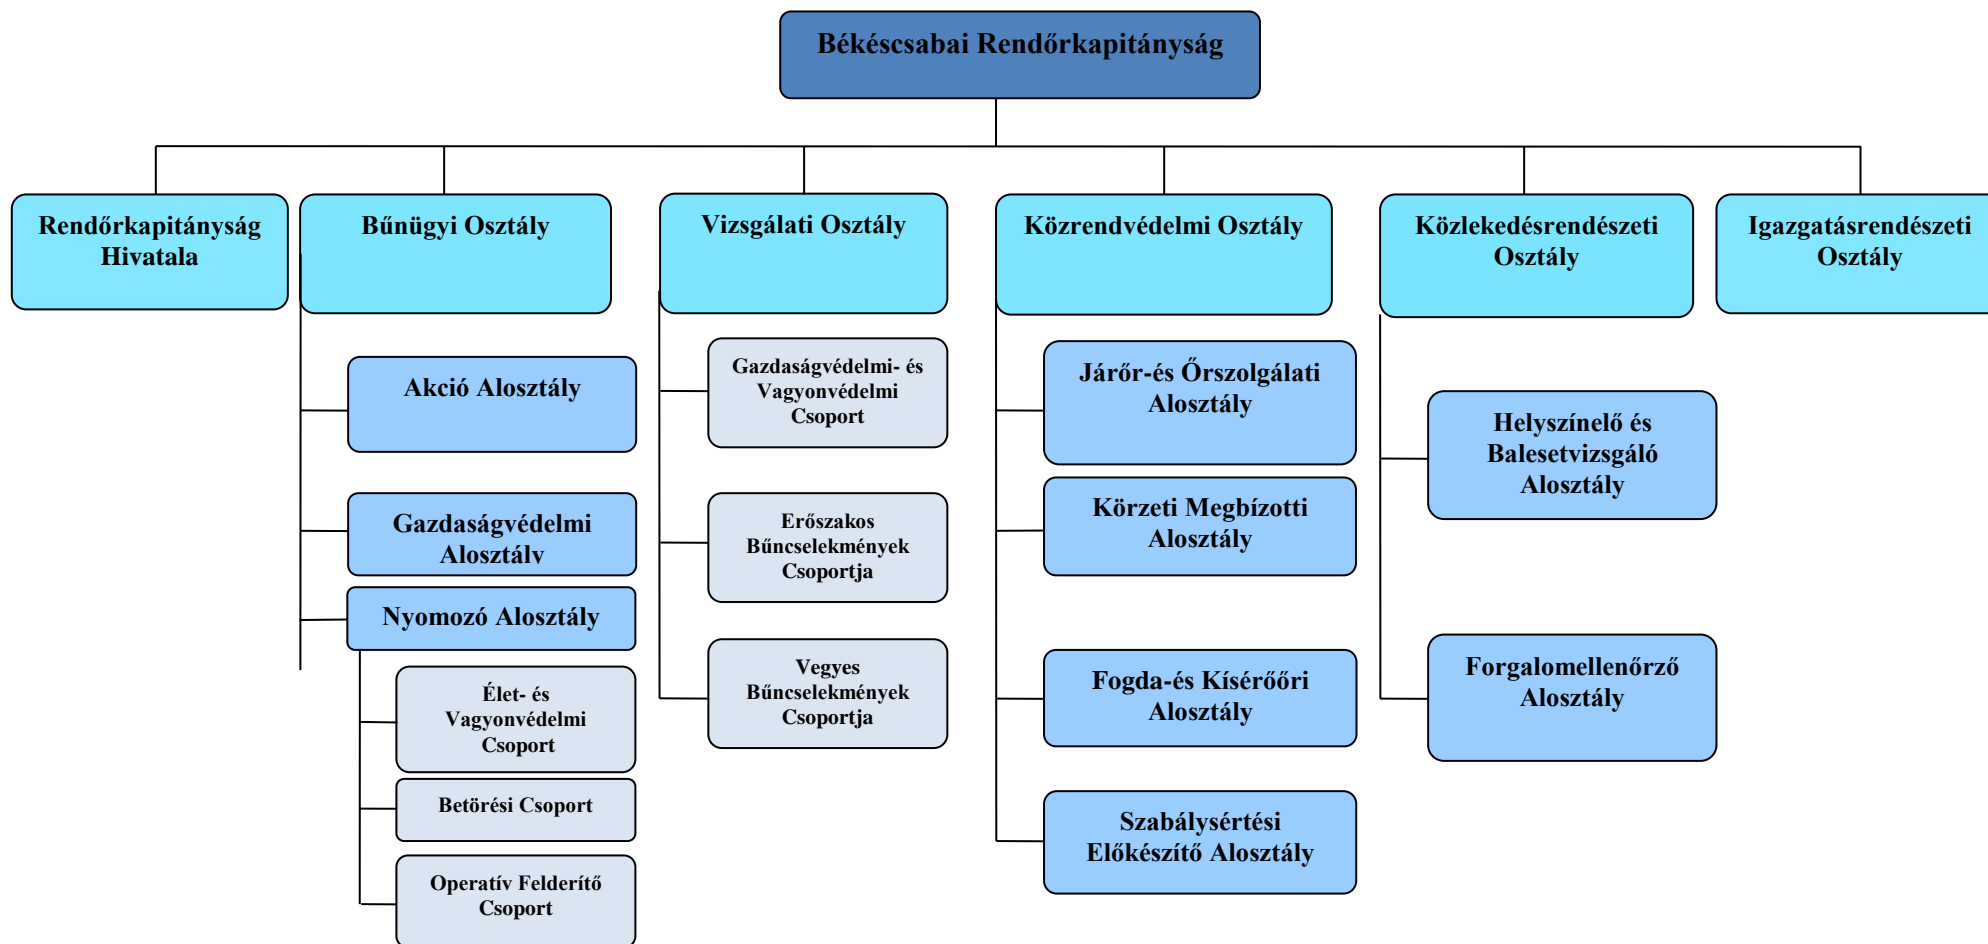 Békéscsabai Rendőrkapitányság
Rendőrkapitányság
Hivatala
Bűnügyi Osztály
Vizsgálati Osztály
Közrendvédelmi Osztály
Közlekedésrendészeti
Osztály
Igazgatásrendészeti
Osztály
Akció Alosztály
Gazdaságvédelmi
Alosztály
Nyomozó Alosztály
Élet- és
Vagyonvédelmi
Csoport
Betörési Csoport
Operatív Felderítő
Csoport
Gazdaságvédelmi- és
Vagyonvédelmi
Csoport
Erőszakos
Bűncselekmények
Csoportja
Vegyes
Bűncselekmények
Csoportja
Járőr-és Őrszolgálati
Alosztály
Körzeti Megbízotti
Alosztály
Fogda-és Kísérőőri
Alosztály
Szabálysértési
Előkészítő Alosztály
Helyszínelő és
Balesetvizsgáló
Alosztály
Forgalomellenőrző
Alosztály